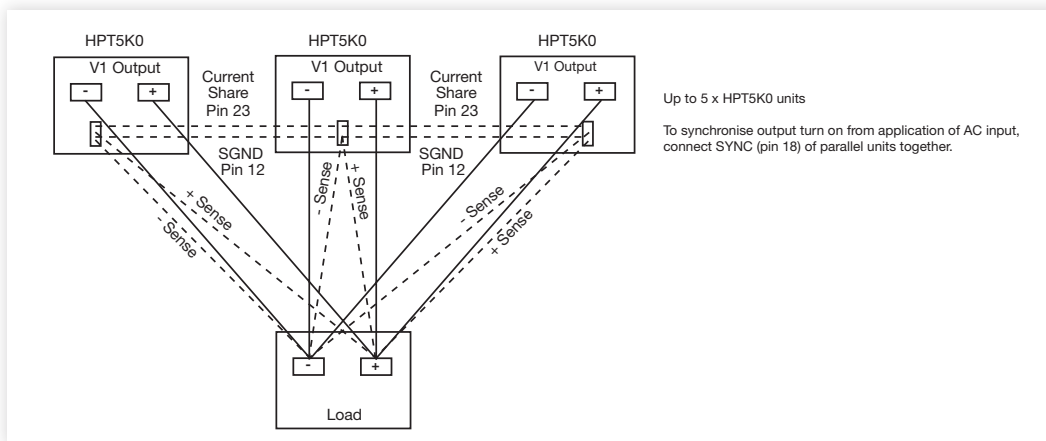 HPT5K0
HPT5K0
HPT5K0
V1 Output
V1 Output
V1 Output
-
+
-
+
-
+
Current
Share
Pin 23
Current
Share
Pin 23
SGND
Pin 12
SGND
Pin 12
+ Sense
- Sense
- Sense
+ Sense
- Sense
+ Sense
-
+
Load
Up to 5 x HPT5K0 units
To synchronise output turn on from application of AC input,
connect SYNC (pin 18) of parallel units together.